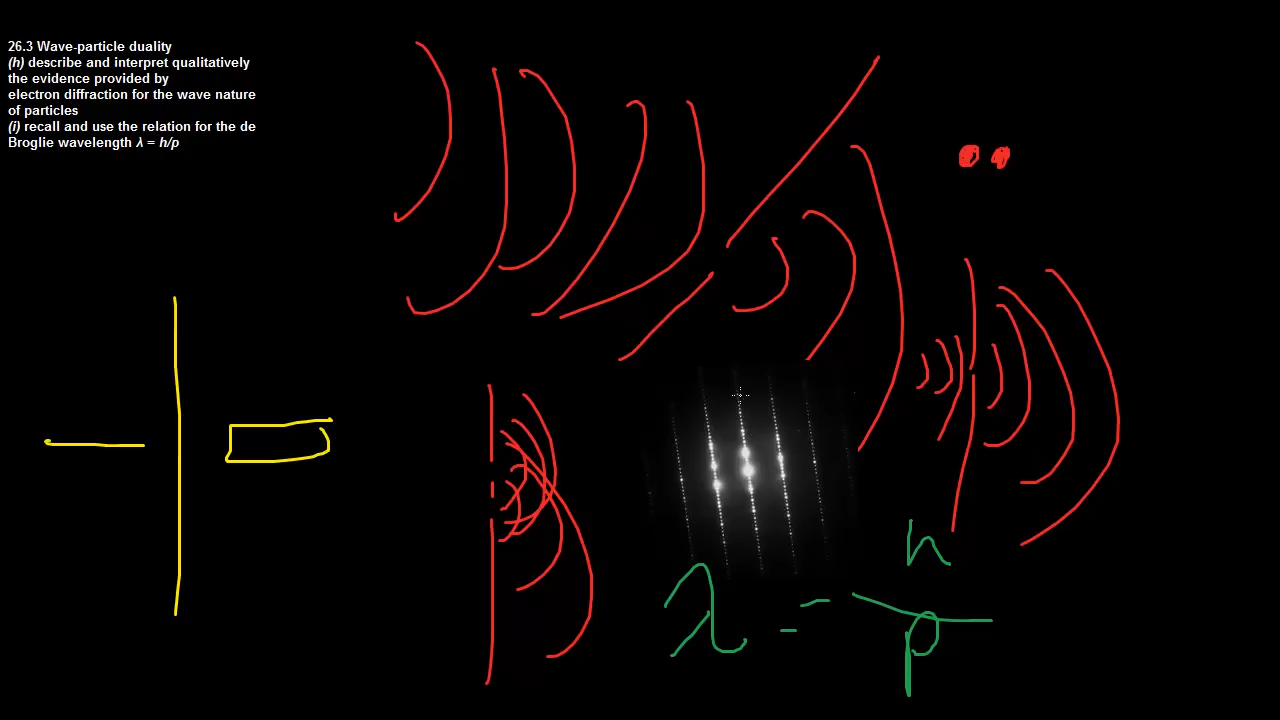 26.3 Wave-particle duality
(h) describe and interpret qualitatively
the evidence provided by
electron diffraction for the wave nature
of particles
(i) recall and use the relation for the de
Broglie wavelength λ = h/p
λ = h/p